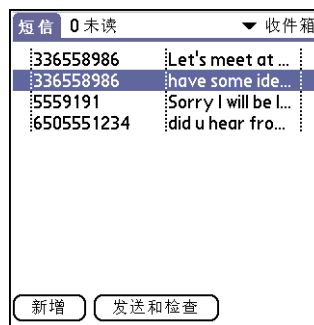 短信 0 未读 收件箱
336558986 Let's meet at ...
336558986 have some ide...
5559191 Sorry I will be l...
6505551234 did u hear fro...
新增 发送和检查